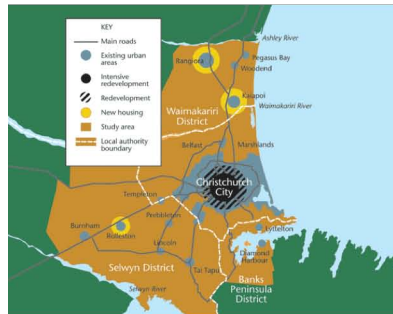 KEY
Main roads
Existing urban
areas
Intensive
redevelopment
Redevelopment
New housing
Study area
Local authority
boundary
Ashley River
Rangiora
Pegasus Bay
Woodend
Kaiapoi
Waimakariri River
Waimakariri
District
Belfast
Marshlands
Christchurch
City
Templeton
Prebbleton
Lyttelton
Burnham
Rolleston
Lincoln
Diamond
Harbour
Tai Tapu
Selwyn District
Banks
Peninsula
District
Selwyn River